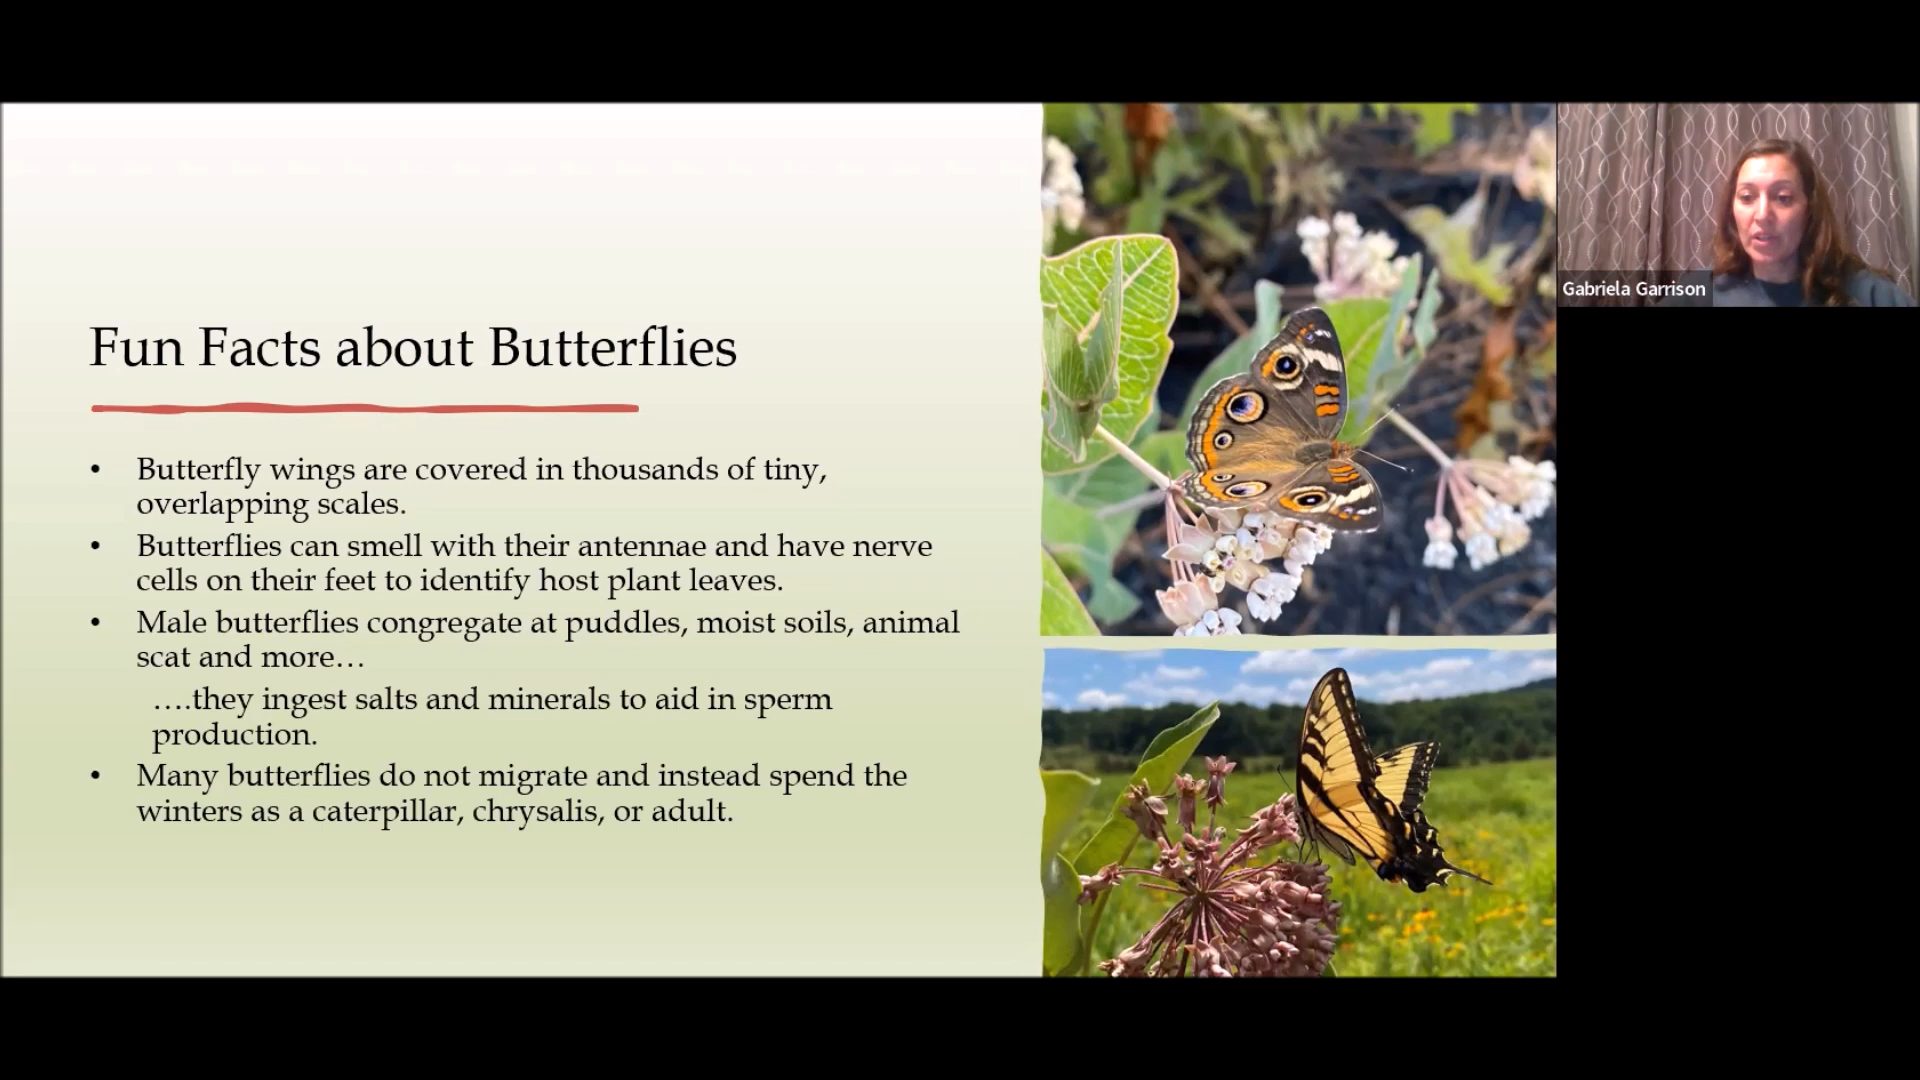 Fun Facts about Butterflies
• Butterfly wings are covered in thousands of tiny,
overlapping scales.
• Butterflies can smell with their antennae and have nerve
cells on their feet to identify host plant leaves.
• Male butterflies congregate at puddles, moist soils, animal
scat and more…
….they ingest salts and minerals to aid in sperm
production.
• Many butterflies do not migrate and instead spend the
winters as a caterpillar, chrysalis, or adult.
Gabriela Garrison